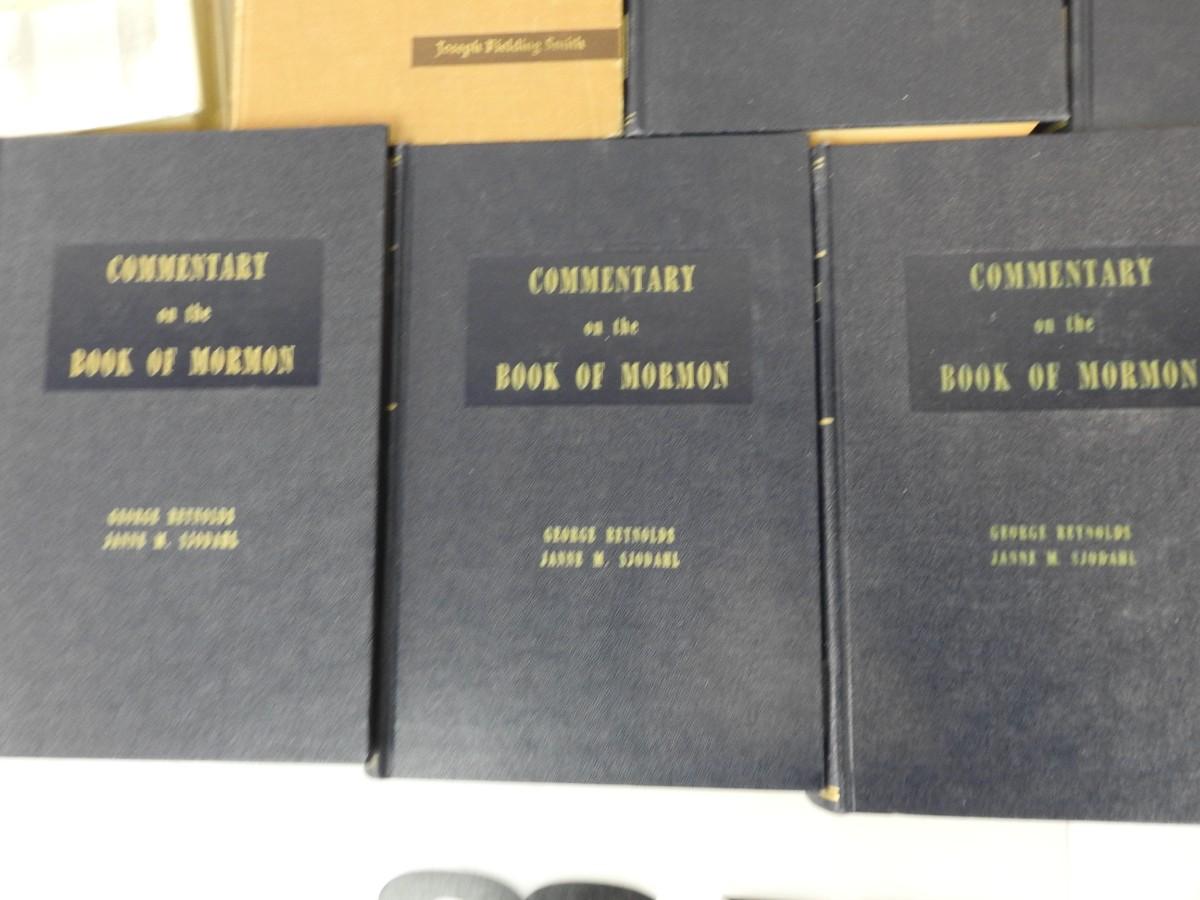 Joseph Fielding Smith
COMMENTARY
on the
BOOK OF MORMON
GEORGE REYNOLDS
JANNE M. SJODAHL
COMMENTARY
on the
BOOK OF MORMON
GEORGE REYNOLDS
JANNE M. SJODAHL
COMMENTARY
on the
BOOK OF MORMON
GEORGE REYNOLDS
JANNE M. SJODAHL